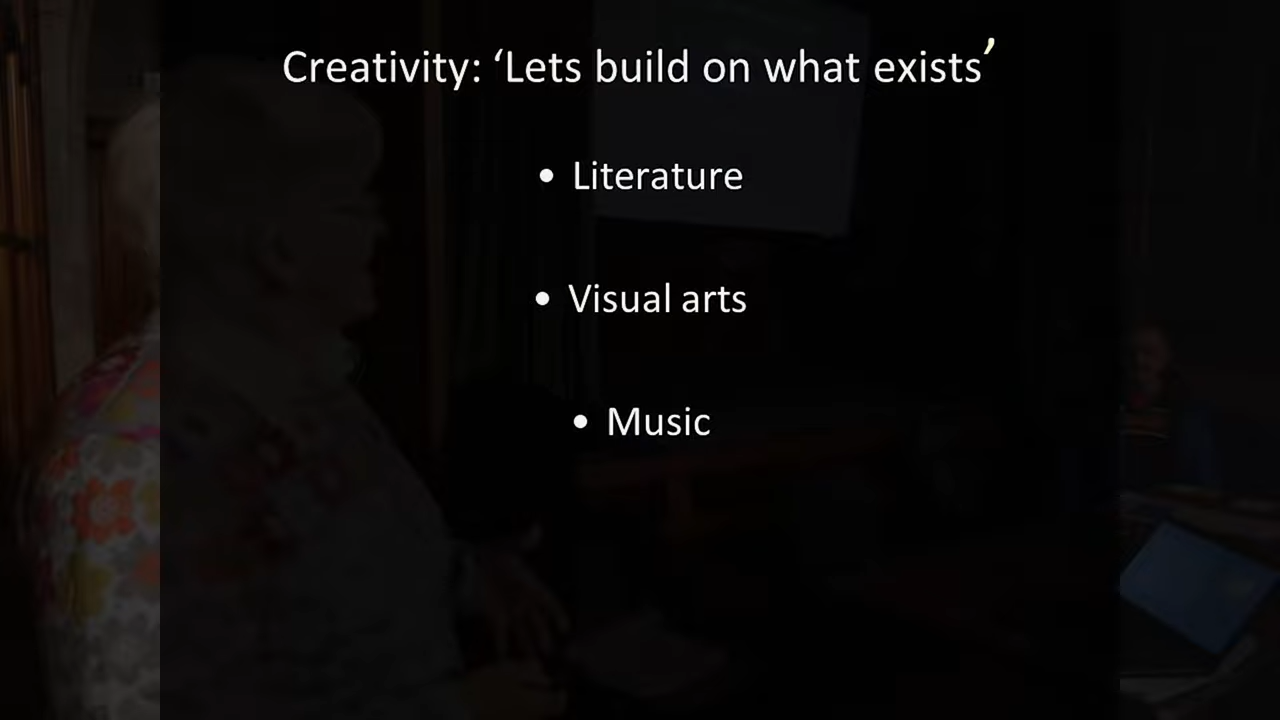 Creativity: ‘Lets build on what exists’
• Literature
• Visual arts
• Music